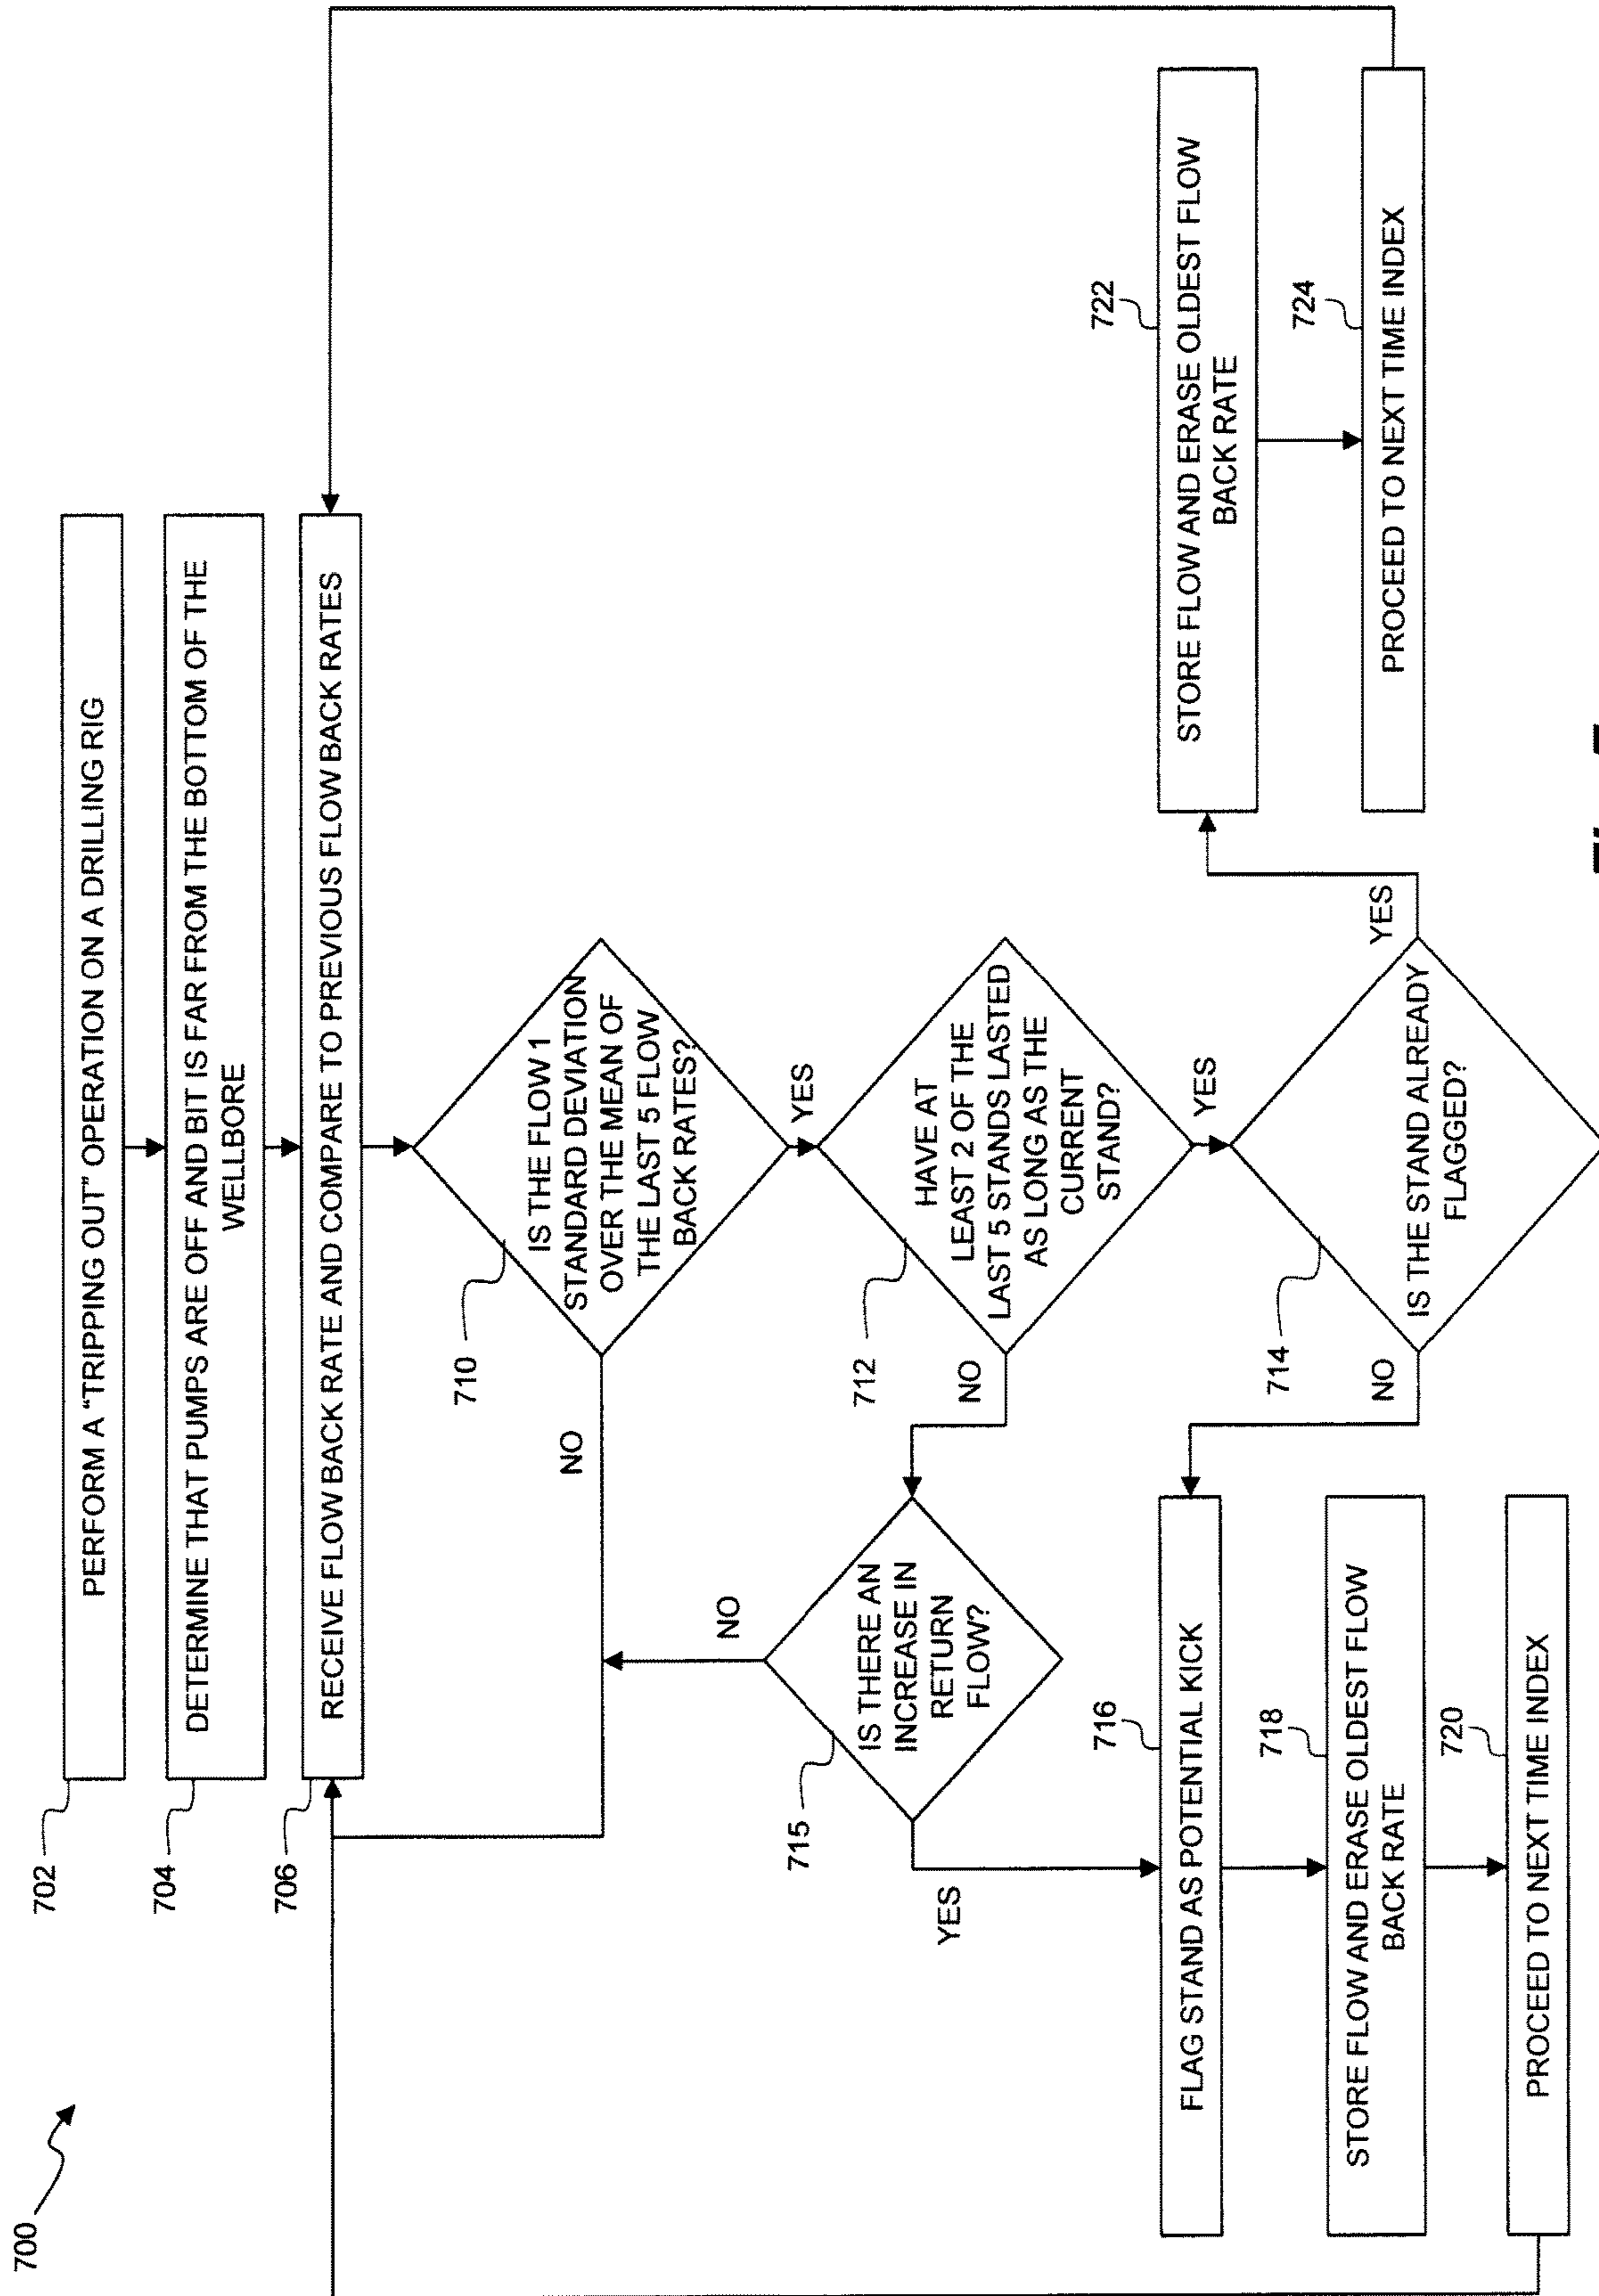 700
702
PERFORM A "TRIPPING OUT" OPERATION ON A DRILLING RIG
704
DETERMINE THAT PUMPS ARE OFF AND BIT IS FAR FROM THE BOTTOM OF THE
WELLBORE
706
RECEIVE FLOW BACK RATE AND COMPARE TO PREVIOUS FLOW BACK RATES
710
IS THE FLOW 1
STANDARD DEVIATION
OVER THE MEAN OF
THE LAST 5 FLOW
BACK RATES?
NO
YES
712
HAVE AT
LEAST 2 OF THE
LAST 5 STANDS LASTED
AS LONG AS THE
CURRENT
STAND?
NO
YES
715
IS THERE AN
INCREASE IN
RETURN
FLOW?
NO
YES
714
IS THE STAND ALREADY
FLAGGED?
NO
YES
716
FLAG STAND AS POTENTIAL KICK
718
STORE FLOW AND ERASE OLDEST FLOW
BACK RATE
720
PROCEED TO NEXT TIME INDEX
722
STORE FLOW AND ERASE OLDEST FLOW
BACK RATE
724
PROCEED TO NEXT TIME INDEX